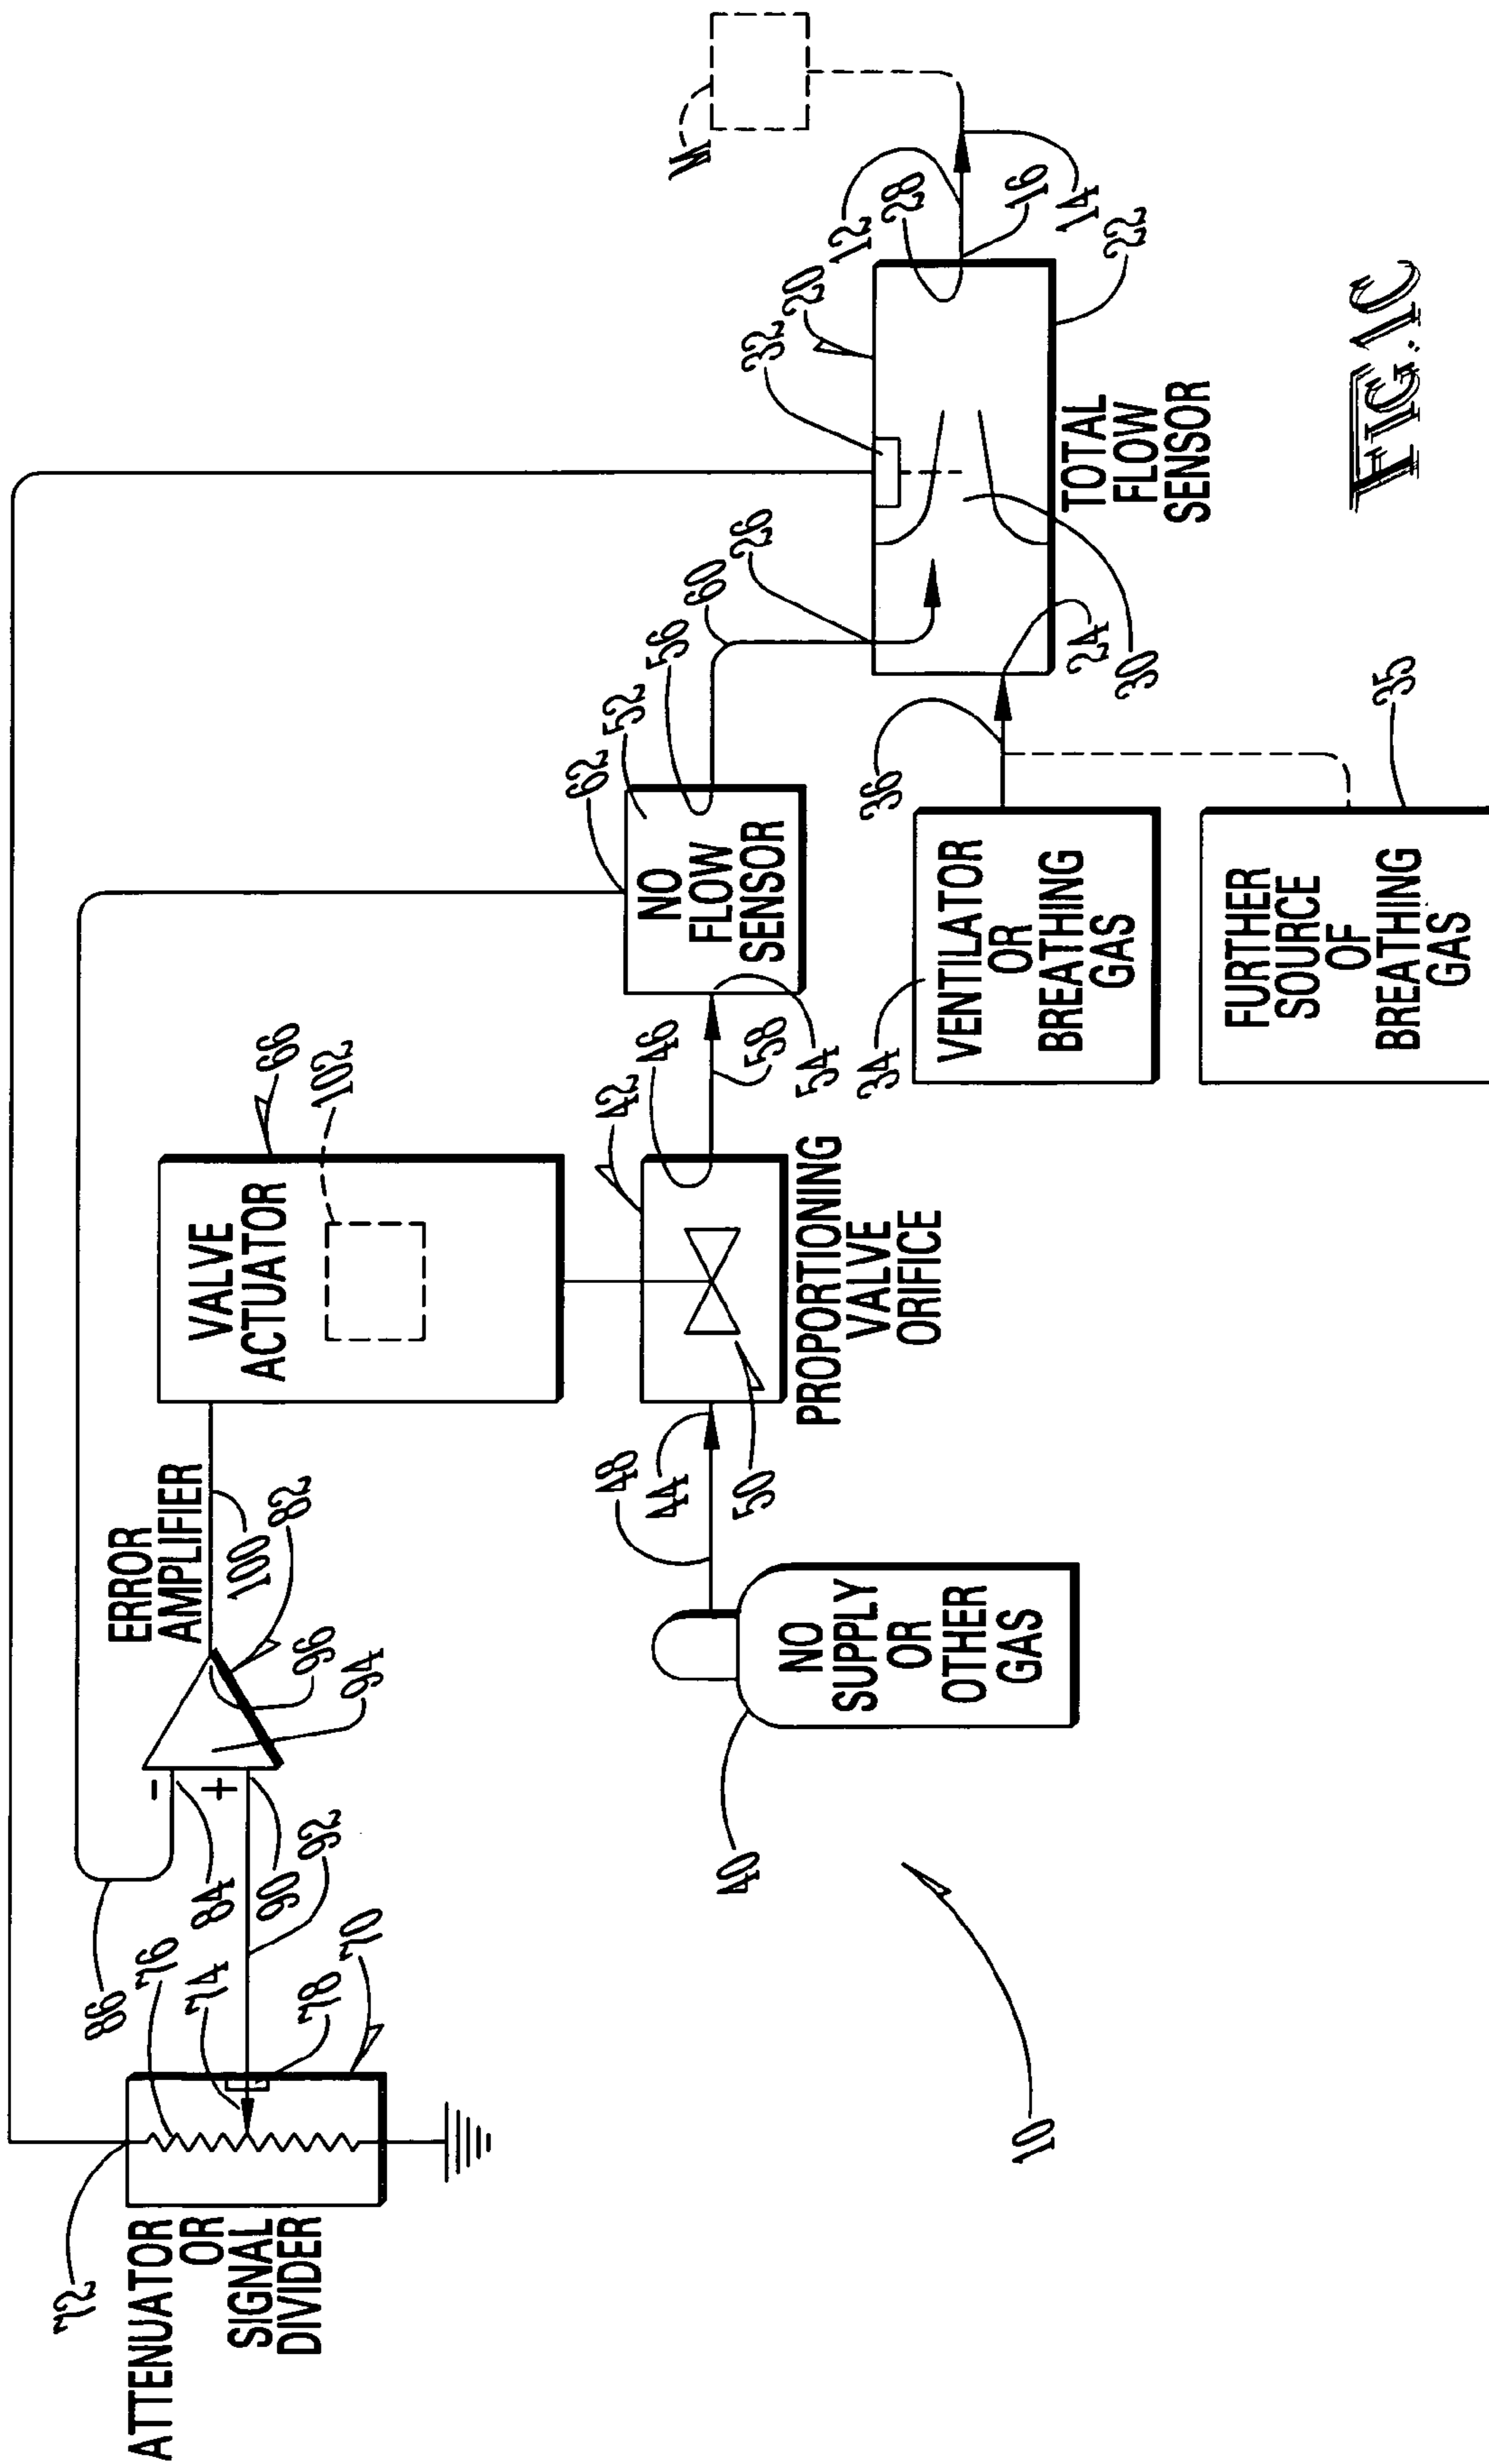 ATTENUATOR
OR
SIGNAL
DIVIDER
72
76
74
78
70
86
84
90
92
-
+
ERROR
AMPLIFIER
94
96
82
100
VALVE
ACTUATOR
66
102
NO
SUPPLY
OR
OTHER
GAS
40
48
44
50
42
46
PROPORTIONING
VALVE
ORIFICE
58
54
NO
FLOW
SENSOR
62
52
56
60
26
VENTILATOR
OR
BREATHING
GAS
34
36
FURTHER
SOURCE
OF
BREATHING
GAS
35
24
30
32
20
12
28
16
14
22
TOTAL
FLOW
SENSOR
M
10
FIG. 1C